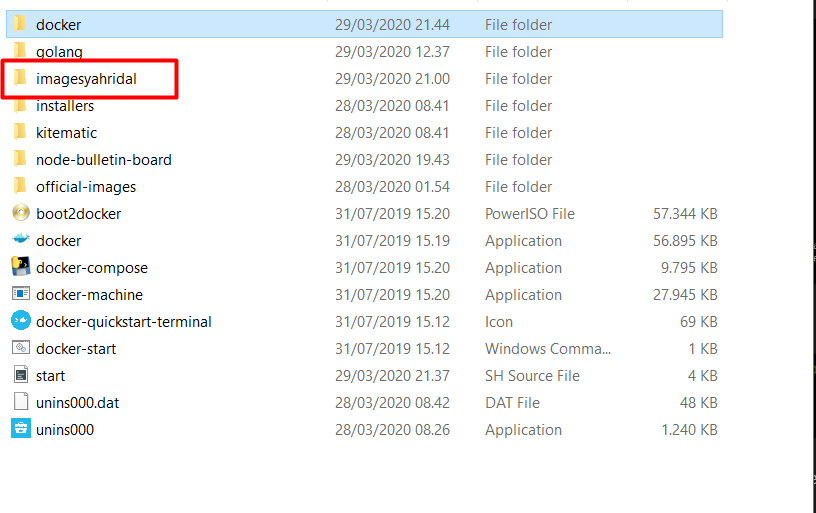 docker 29/03/2020 21.44 File folder
golang 29/03/2020 12.37 File folder
imagesyahridal 29/03/2020 21.00 File folder
installers 28/03/2020 08.41 File folder
kitematic 28/03/2020 08.41 File folder
node-bulletin-board 29/03/2020 19.43 File folder
official-images 28/03/2020 01.54 File folder
boot2docker 31/07/2019 15.20 PowerISO File 57.344 KB
docker 31/07/2019 15.19 Application 56.895 KB
docker-compose 31/07/2019 15.20 Application 9.795 KB
docker-machine 31/07/2019 15.20 Application 27.945 KB
docker-quickstart-terminal 31/07/2019 15.12 Icon 69 KB
docker-start 31/07/2019 15.12 Windows Comma... 1 KB
start 29/03/2020 21.37 SH Source File 4 KB
unins000.dat 28/03/2020 08.42 DAT File 48 KB
unins000 28/03/2020 08.26 Application 1.240 KB